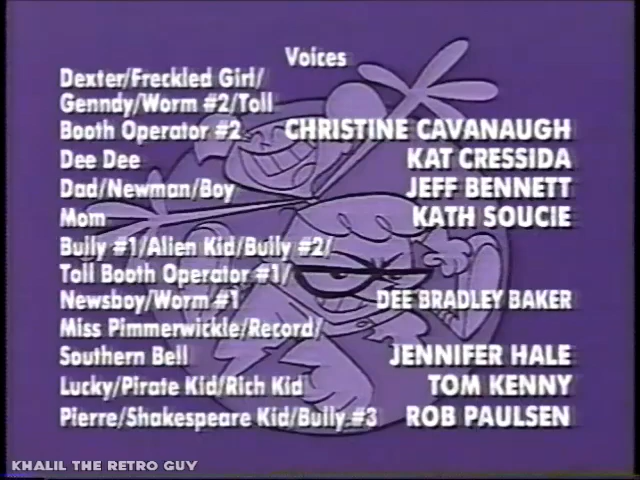 Voices
Dexter/Freckled Girl/
Genndy/Worm #2/Toll
Booth Operator #2 CHRISTINE CAVANAUGH
Dee Dee KAT CRESSIDA
Dad/Newman/Boy JEFF BENNETT
Mom KATH SOUCIE
Bully #1/Alien Kid/Bully #2/
Toll Booth Operator #1/
Newsboy/Worm #1 DEE BRADLEY BAKER
Miss Pimmerwickle/Record/
Southern Bell JENNIFER HALE
Lucky/Pirate Kid/Rich Kid TOM KENNY
Pierre/Shakespeare Kid/Bully #3 ROB PAULSEN
KHALIL THE RETRO GUY